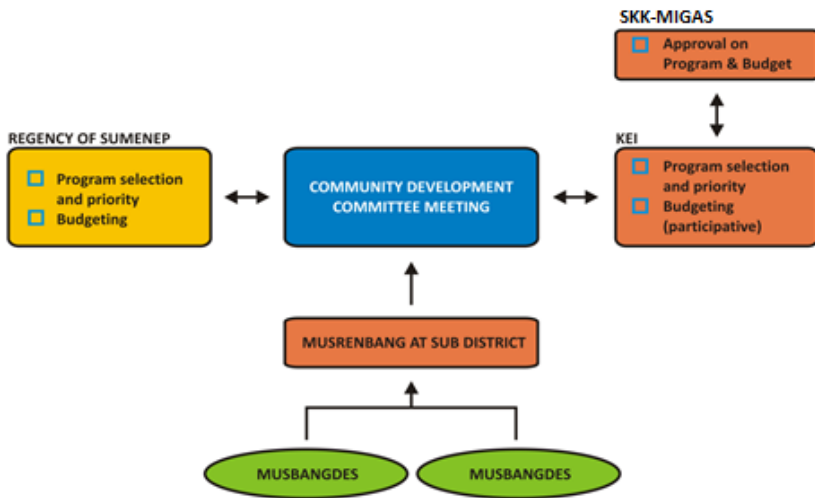 SKK-MIGAS
Approval on
Program & Budget
REGENCY OF SUMENEP
Program selection
and priority
Budgeting
COMMUNITY DEVELOPMENT
COMMITTEE MEETING
KEI
Program selection
and priority
Budgeting
(participative)
MUSRENBANG AT SUB DISTRICT
MUSBANGDES
MUSBANGDES